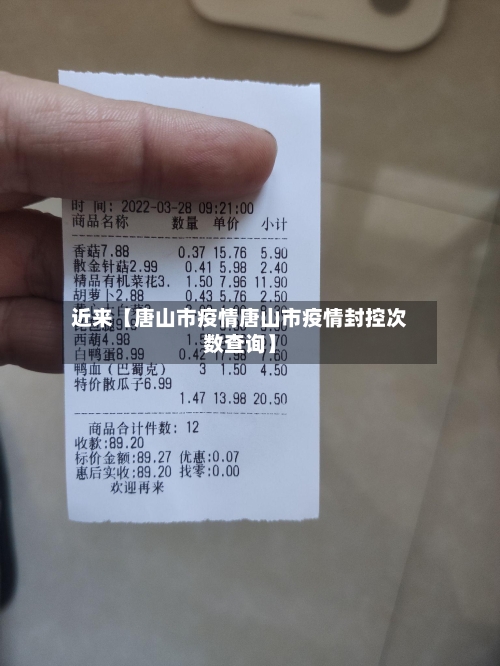 时 间: 2022-03-28 09:21:00
商品名称 数量 单价 小计
香菇7.88 0.37 15.76 5.90
散金针菇2.99 0.41 5.98 2.40
精品有机菜花3. 1.50 7.96 11.90
胡萝卜2.88 0.43 5.76 2.50
近来【唐山市疫情唐山市疫情封控次
数查询】
西葫4.98
白鸭蛋8.99 0.42
鸭血（巴蜀克） 3 1.50 4.50
特价散瓜子6.99
1.47 13.98 20.50
商品合计件数: 12
收款:89.20
标价金额:89.27 优惠:0.07
惠后实收:89.20 找零:0.00
欢迎再来